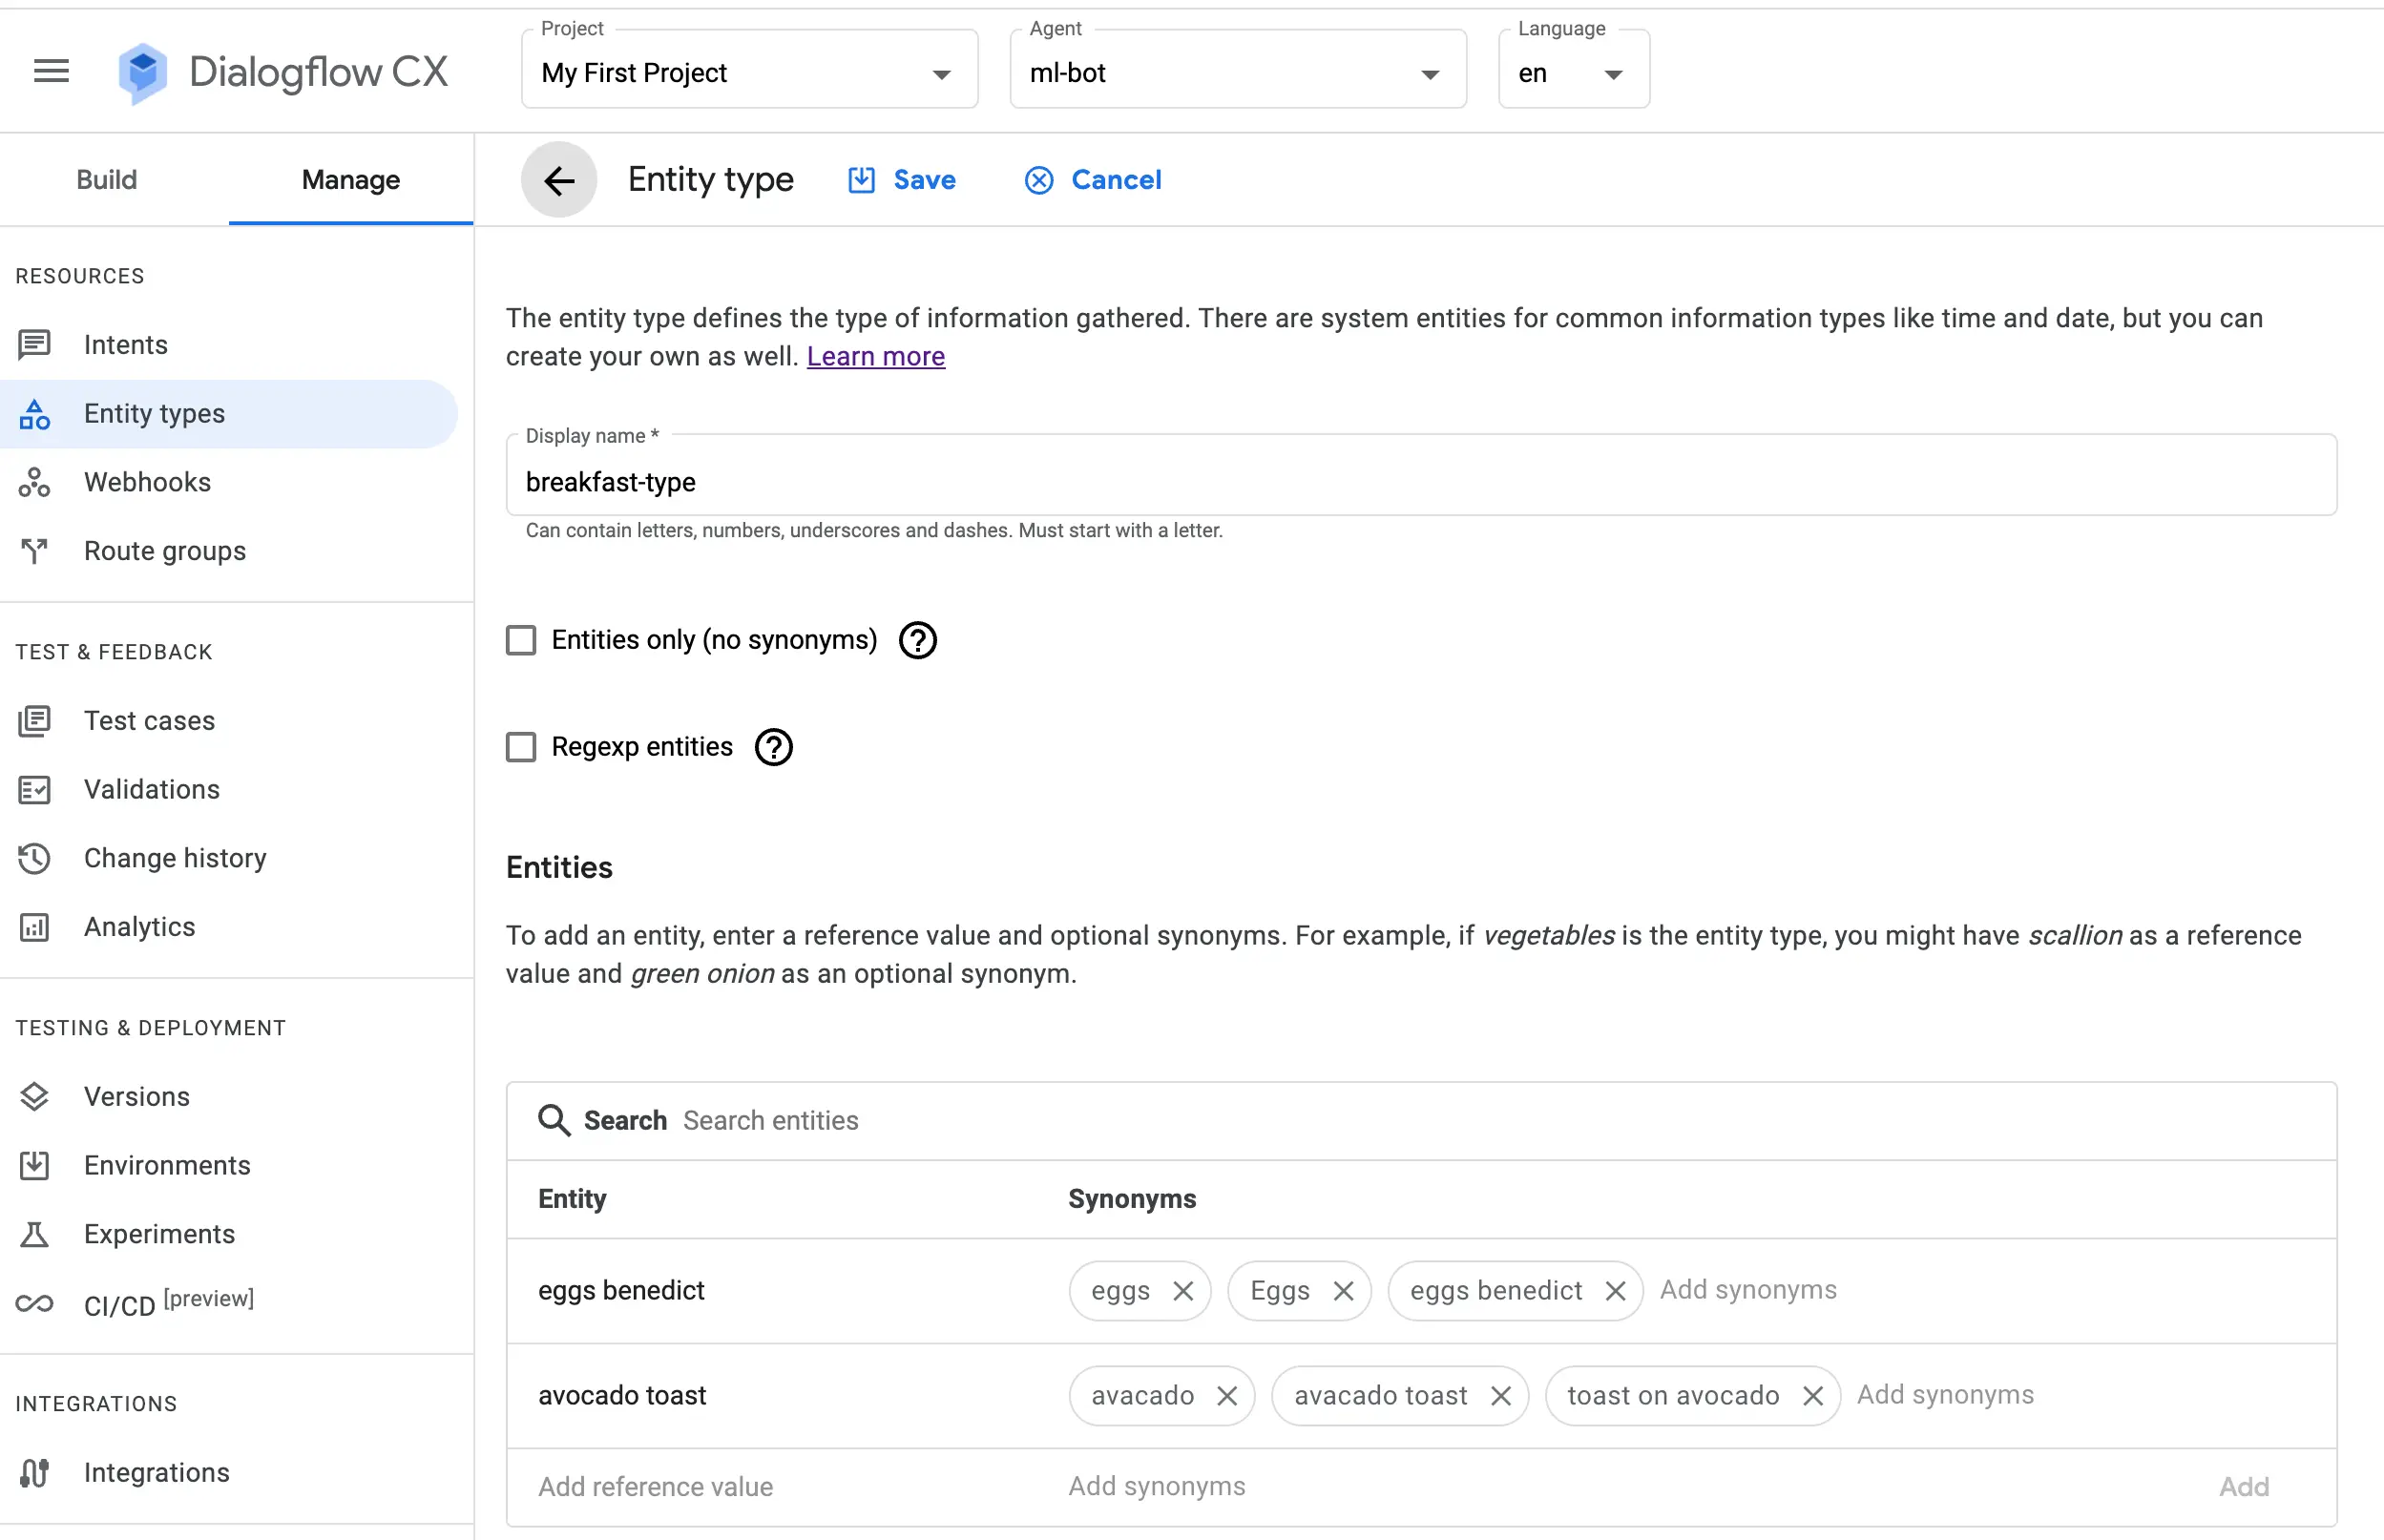 Project
Agent
Language
Dialogflow CX
My First Project
ml-bot
en
Build
Manage
Entity type
Save
Cancel
RESOURCES
Intents
Entity types
Webhooks
Route groups
TEST & FEEDBACK
Test cases
Validations
Change history
Analytics
TESTING & DEPLOYMENT
Versions
Environments
Experiments
CI/CD [preview]
INTEGRATIONS
Integrations
The entity type defines the type of information gathered. There are system entities for common information types like time and date, but you can
create your own as well. Learn more
Display name *
breakfast-type
Can contain letters, numbers, underscores and dashes. Must start with a letter.
Entities only (no synonyms)
Regexp entities
Entities
To add an entity, enter a reference value and optional synonyms. For example, if vegetables is the entity type, you might have scallion as a reference
value and green onion as an optional synonym.
Search Search entities
Entity Synonyms
eggs benedict eggs Eggs eggs benedict Add synonyms
avocado toast avacado avacado toast toast on avocado Add synonyms
Add reference value Add synonyms Add